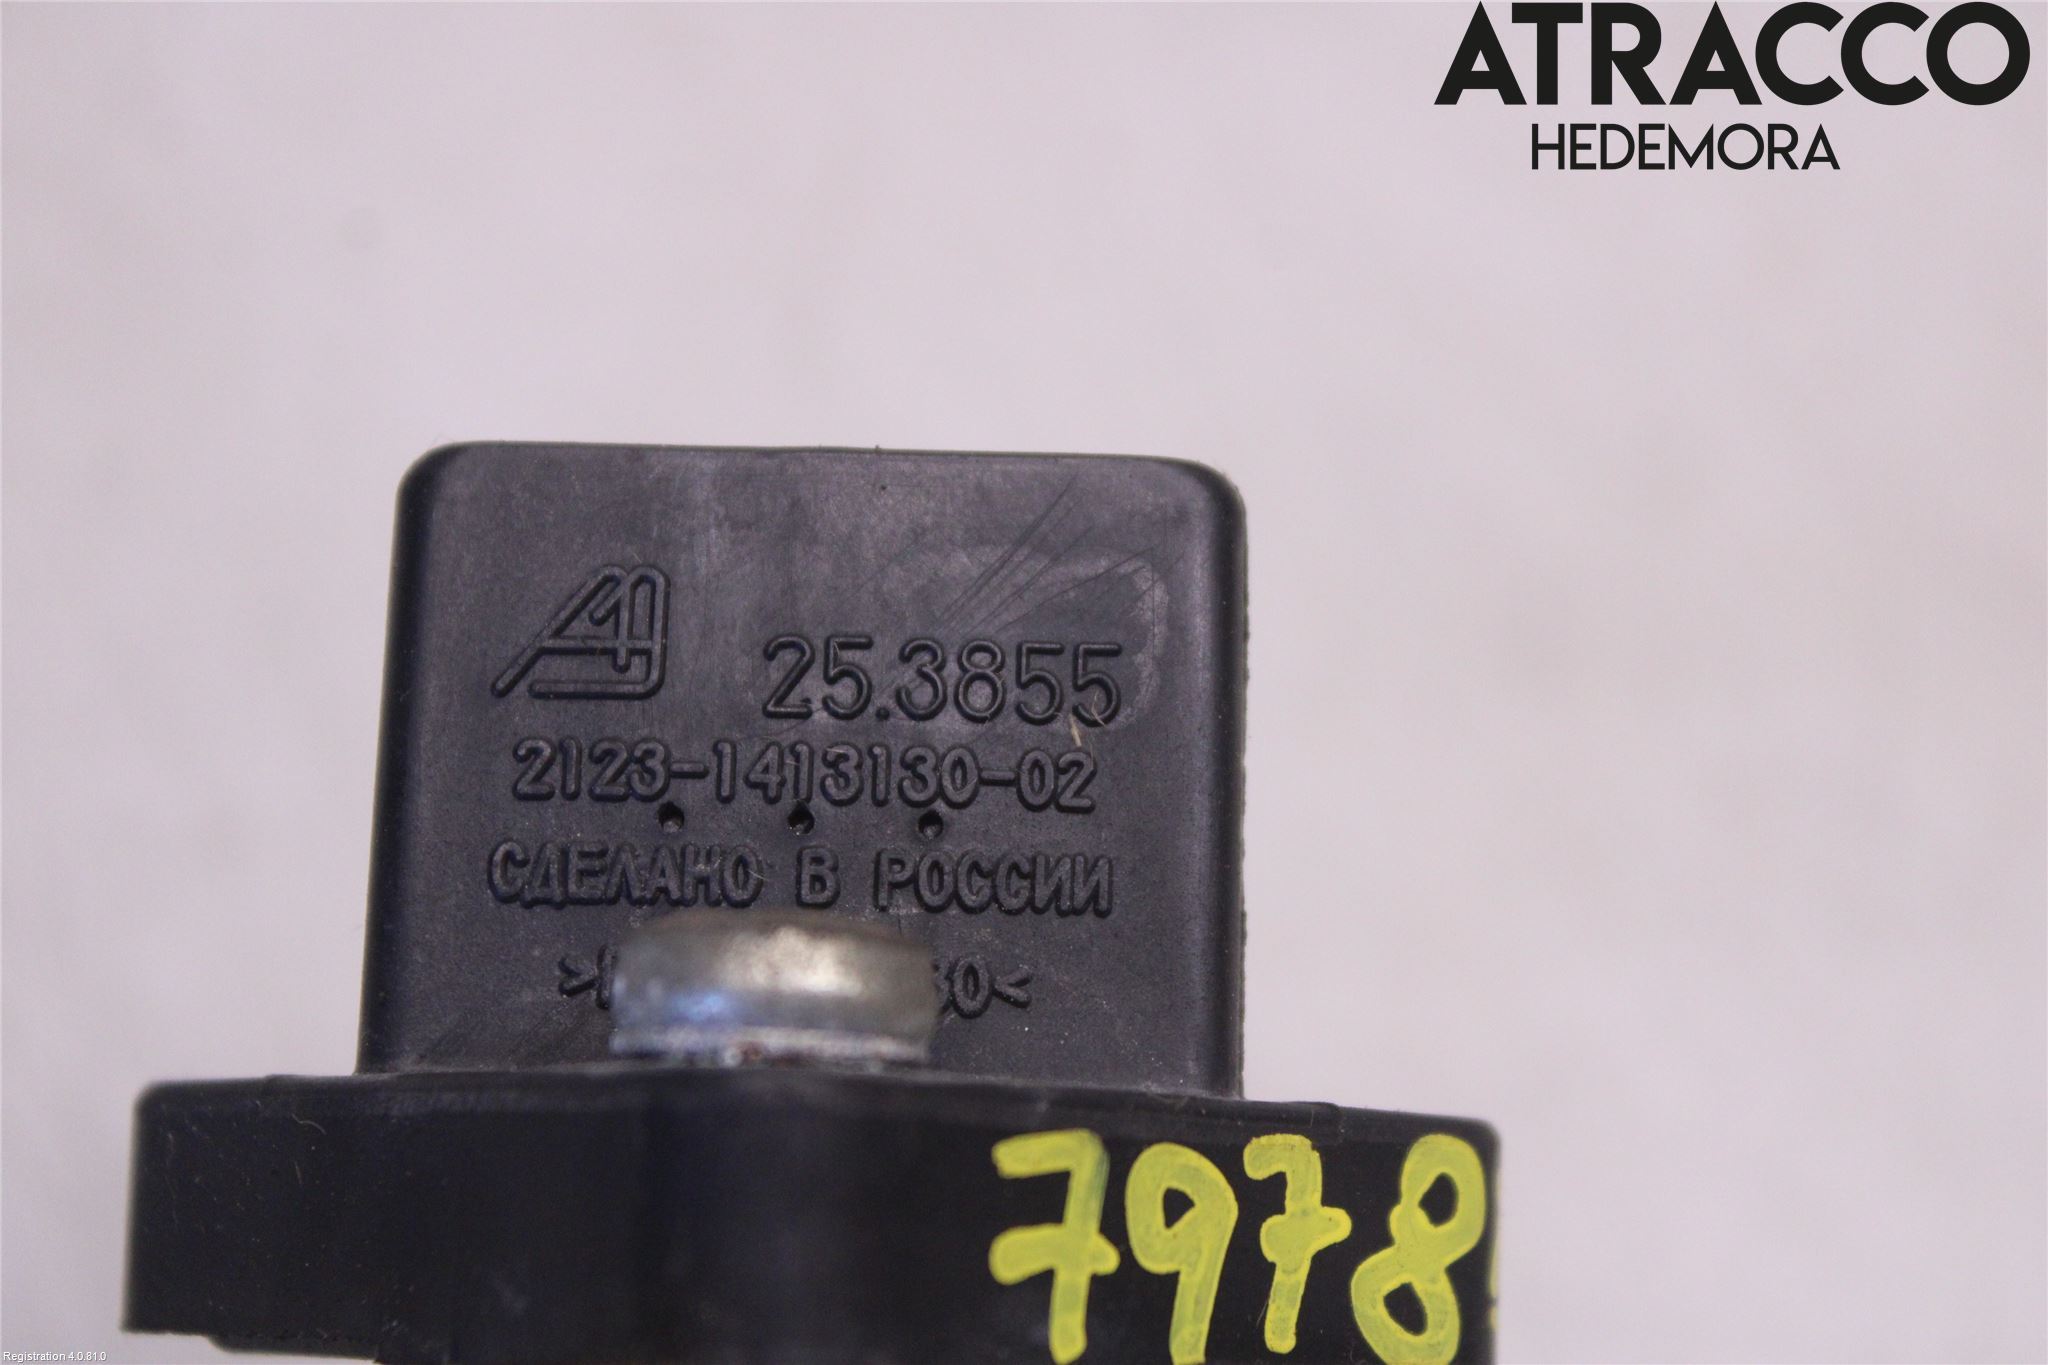 ATRACCO
HEDEMORA
25.3855
2123-1413130-02
СДЕЛАНО В РОССИИ
7978
Registration 4.0.81.0